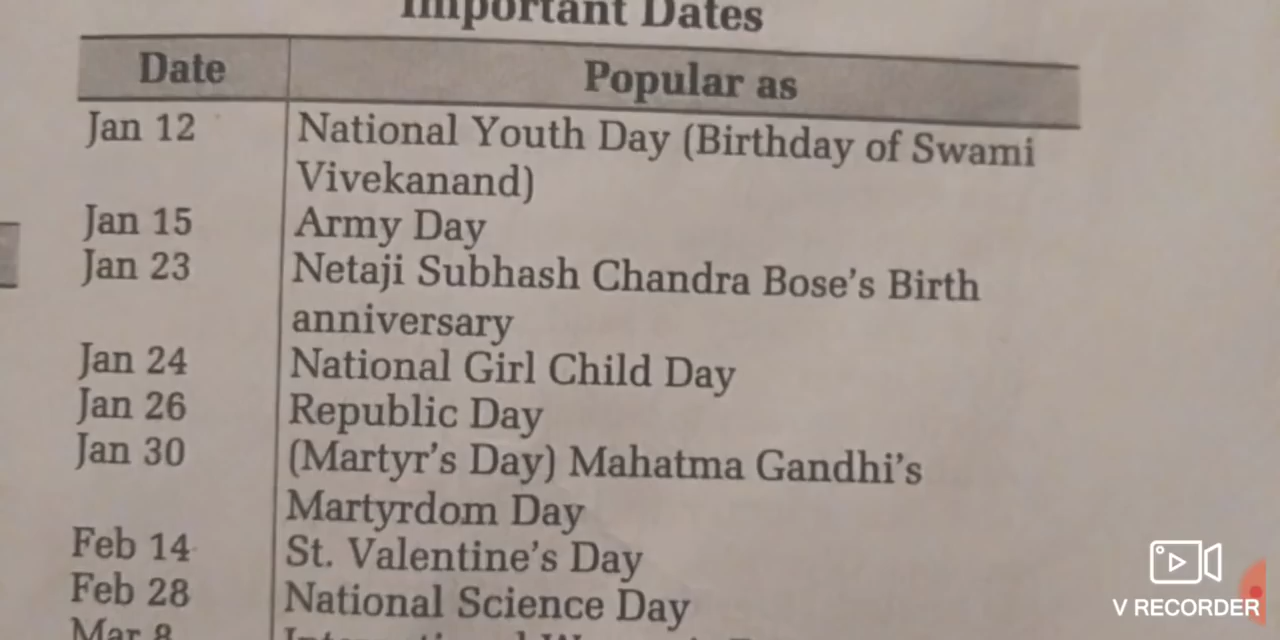 Important Dates
Date Popular as
Jan 12 National Youth Day (Birthday of Swami
Vivekanand)
Jan 15 Army Day
Jan 23 Netaji Subhash Chandra Bose's Birth
anniversary
Jan 24 National Girl Child Day
Jan 26 Republic Day
Jan 30 (Martyr's Day) Mahatma Gandhi's
Martyrdom Day
Feb 14 St. Valentine's Day
Feb 28 National Science Day
Mar 8
V RECORDER